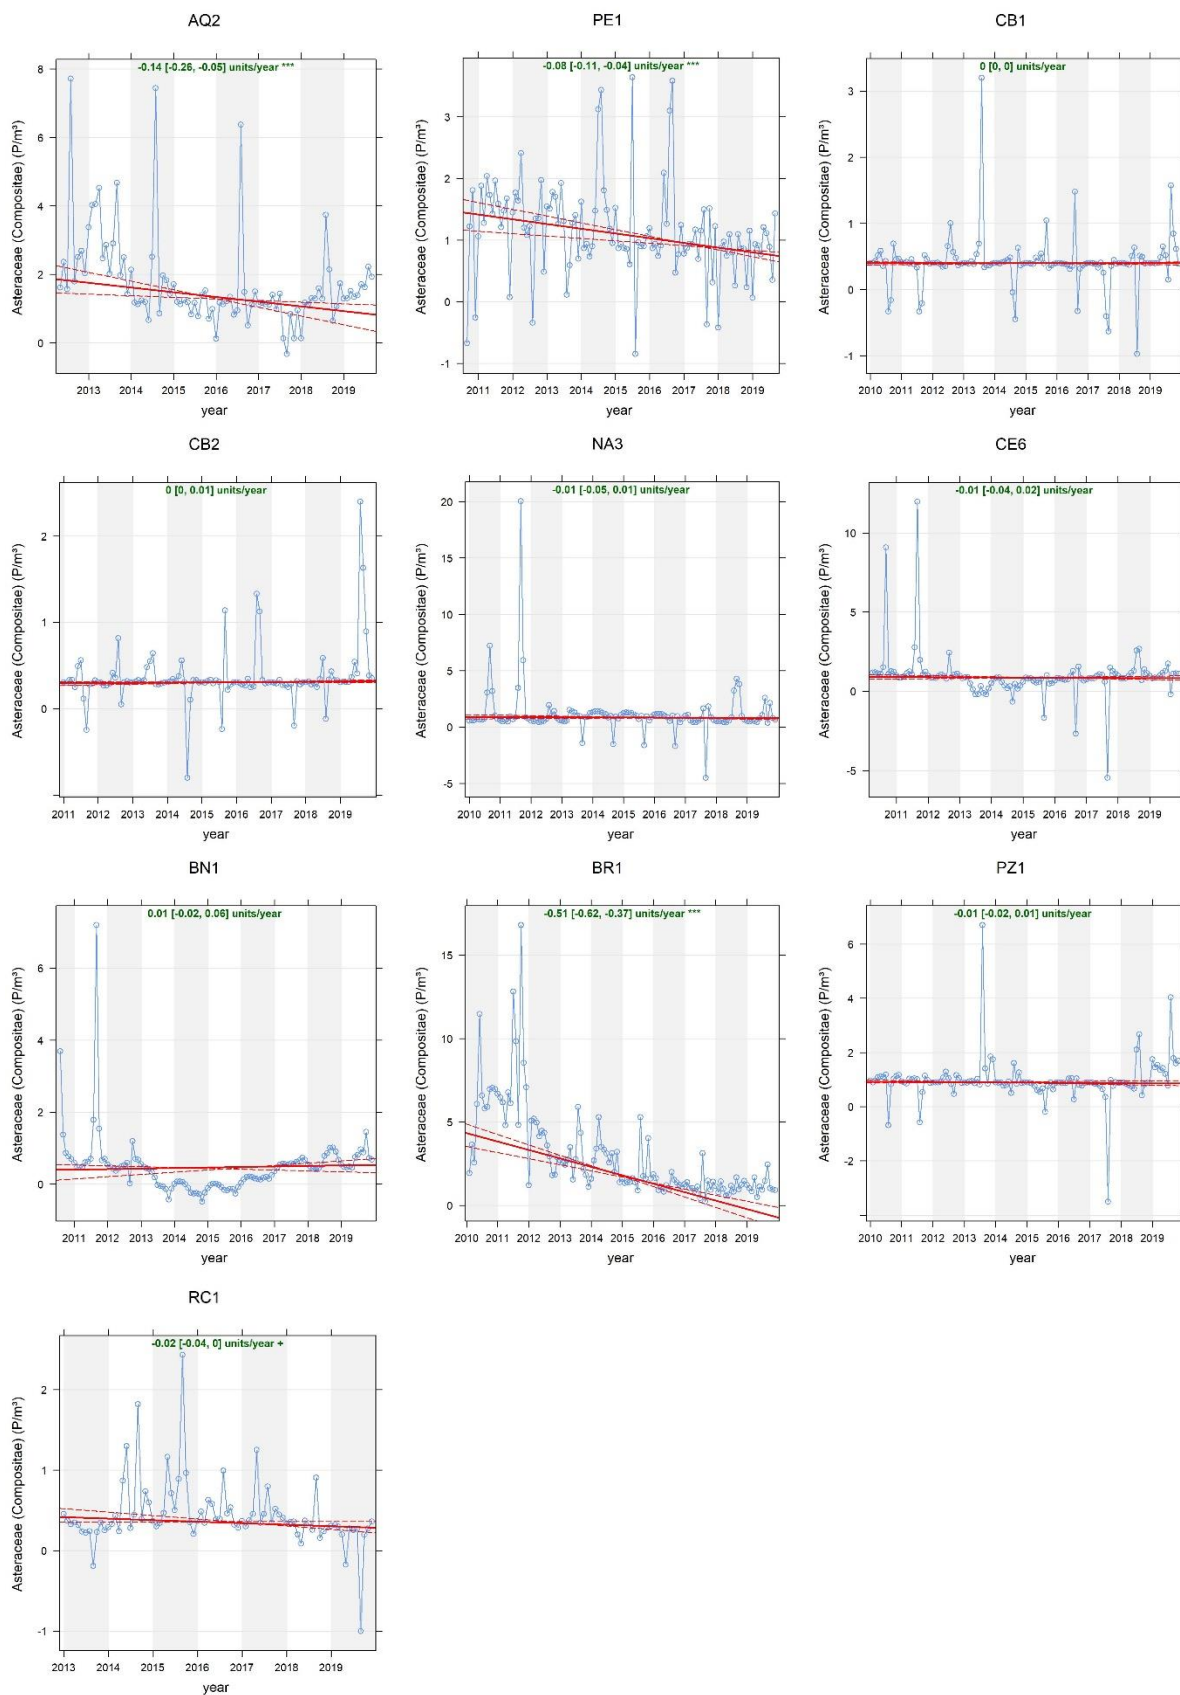 AQ2
-0.14 [-0.26, -0.05] units/year ***
Asteraceae (Compositae) (P/m³)
8
6
4
2
0
2013 2014 2015 2016 2017 2018 2019
year
PE1
-0.08 [-0.11, -0.04] units/year ***
Asteraceae (Compositae) (P/m³)
3
2
1
0
-1
2011 2012 2013 2014 2015 2016 2017 2018 2019
year
CB1
0 [0, 0] units/year
Asteraceae (Compositae) (P/m³)
3
2
1
0
-1
2010 2011 2012 2013 2014 2015 2016 2017 2018 2019
year
CB2
0 [0, 0.01] units/year
Asteraceae (Compositae) (P/m³)
2
1
0
2011 2012 2013 2014 2015 2016 2017 2018 2019
year
NA3
-0.01 [-0.05, 0.01] units/year
Asteraceae (Compositae) (P/m³)
20
15
10
5
0
-5
2010 2011 2012 2013 2014 2015 2016 2017 2018 2019
year
CE6
-0.01 [-0.04, 0.02] units/year
Asteraceae (Compositae) (P/m³)
10
5
0
-5
2011 2012 2013 2014 2015 2016 2017 2018 2019
year
BN1
0.01 [-0.02, 0.06] units/year
Asteraceae (Compositae) (P/m³)
6
4
2
0
2011 2012 2013 2014 2015 2016 2017 2018 2019
year
BR1
-0.51 [-0.62, -0.37] units/year ***
Asteraceae (Compositae) (P/m³)
15
10
5
0
2010 2011 2012 2013 2014 2015 2016 2017 2018 2019
year
PZ1
-0.01 [-0.02, 0.01] units/year
Asteraceae (Compositae) (P/m³)
6
4
2
0
-2
2010 2011 2012 2013 2014 2015 2016 2017 2018 2019
year
RC1
-0.02 [-0.04, 0] units/year +
Asteraceae (Compositae) (P/m³)
2
1
0
-1
2013 2014 2015 2016 2017 2018 2019
year